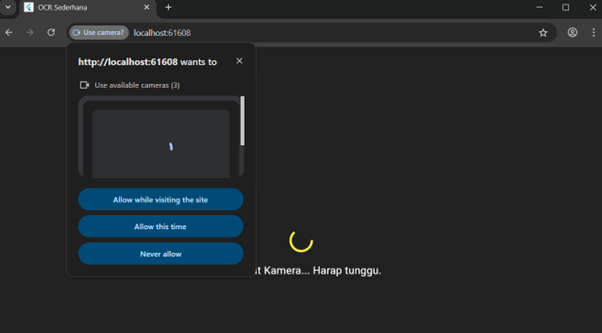 OCR Sederhana
Use camera?
localhost:61608
http://localhost:61608 wants to
Use available cameras (3)
Allow while visiting the site
Allow this time
Never allow
Kamera... Harap tunggu.